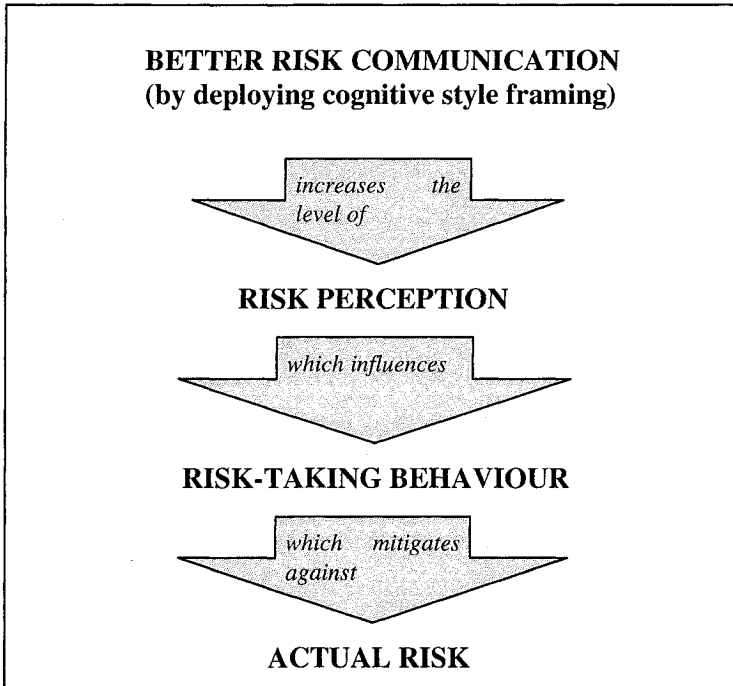 BETTER RISK COMMUNICATION
(by deploying cognitive style framing)
increases the
level of
RISK PERCEPTION
which influences
RISK-TAKING BEHAVIOUR
which mitigates
against
ACTUAL RISK